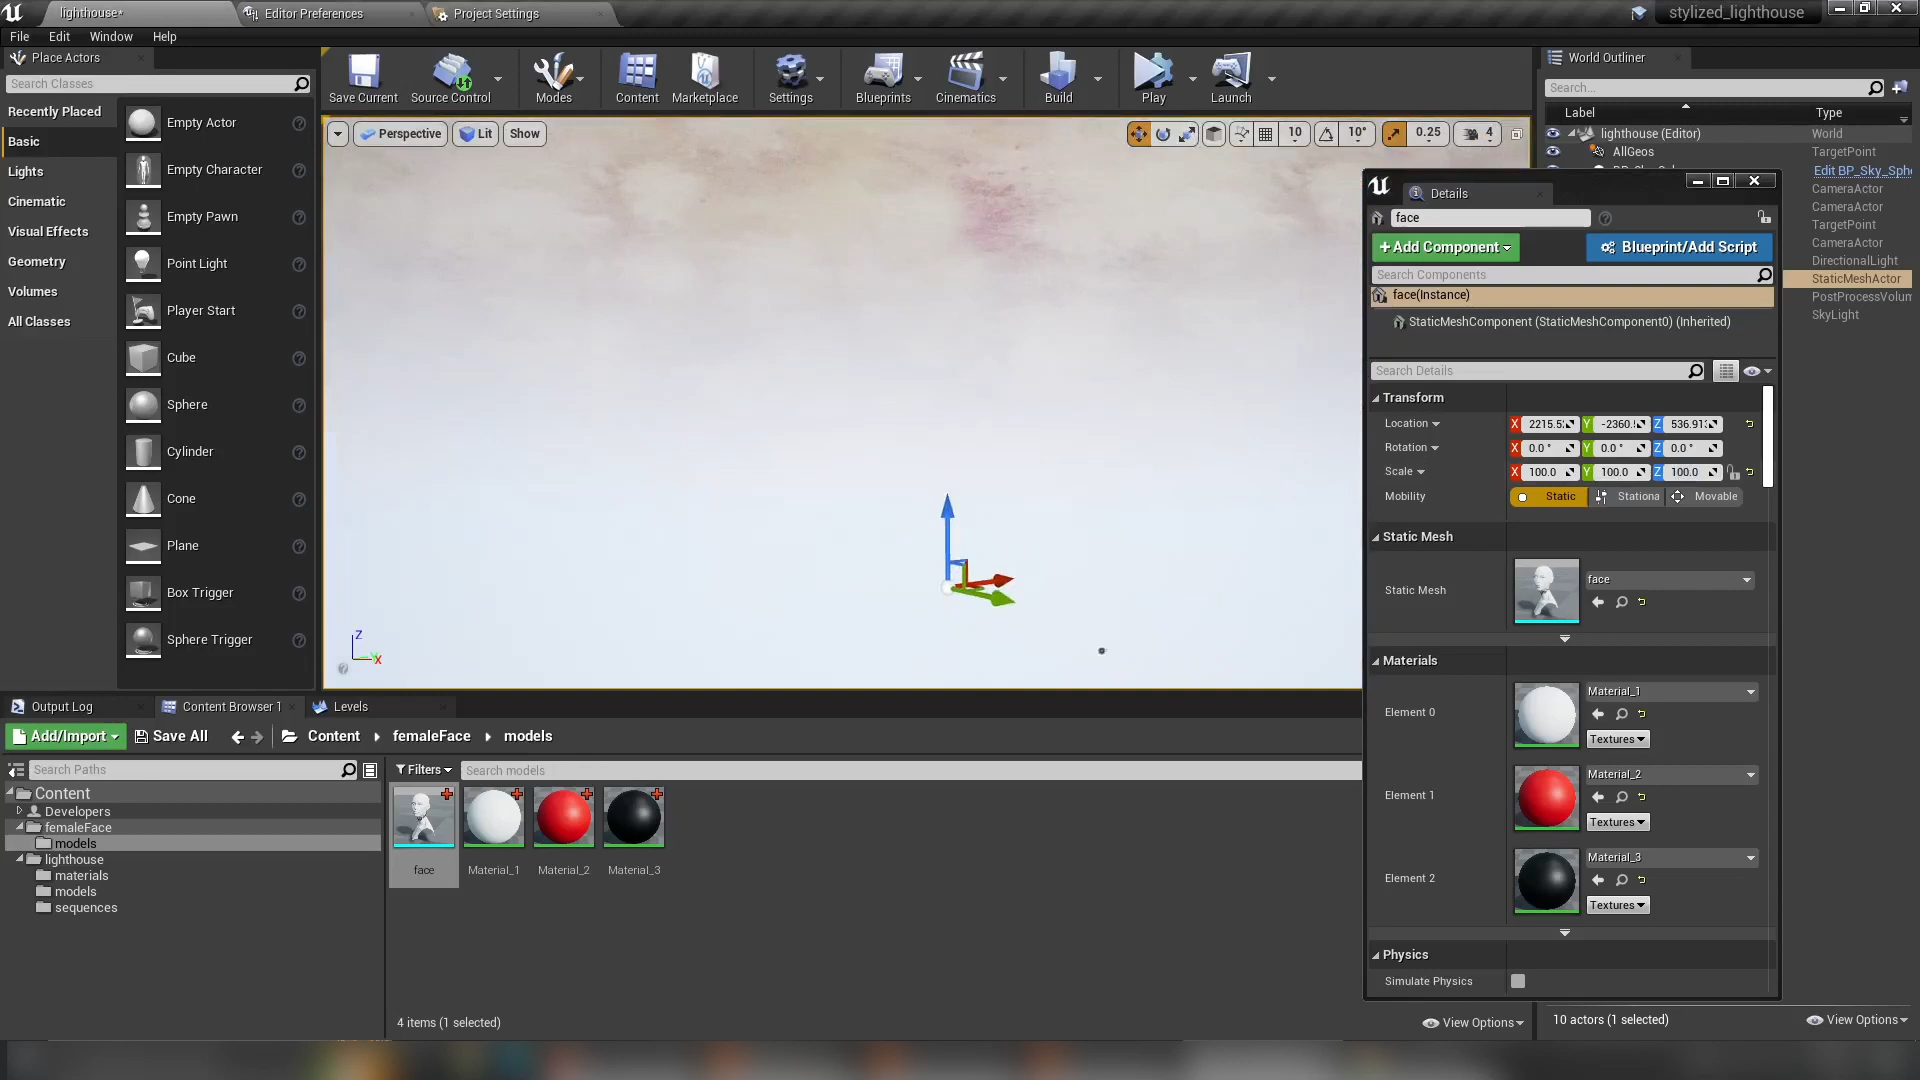 lighthouse*
Editor Preferences
Project Settings
stylized_lighthouse
File Edit Window Help
Place Actors
Search Classes
Recently Placed
Basic
Lights
Cinematic
Visual Effects
Geometry
Volumes
All Classes
Empty Actor
Empty Character
Empty Pawn
Point Light
Player Start
Cube
Sphere
Cylinder
Cone
Plane
Box Trigger
Sphere Trigger
Save Current
Source Control
Modes
Content
Marketplace
Settings
Blueprints
Cinematics
Build
Play
Launch
Perspective
Lit
Show
10
10°
0.25
4
Z
X
World Outliner
Search...
Label Type
lighthouse (Editor) World
AllGeos TargetPoint
Edit BP_Sky_Sph
CameraActor
CameraActor
TargetPoint
CameraActor
DirectionalLight
StaticMeshActor
PostProcessVolum
SkyLight
10 actors (1 selected)
View Options
Details
face
+Add Component
Blueprint/Add Script
Search Components
face(Instance)
StaticMeshComponent (StaticMeshComponent0) (Inherited)
Search Details
Transform
Location X 2215.5 Y -2360. Z 536.91
Rotation X 0.0 ° Y 0.0 ° Z 0.0 °
Scale X 100.0 Y 100.0 Z 100.0
Mobility Static Stationa Movable
Static Mesh
Static Mesh face
Materials
Element 0 Material_1
Textures
Element 1 Material_2
Textures
Element 2 Material_3
Textures
Physics
Simulate Physics
Output Log
Content Browser 1
Levels
Add/Import
Save All
Content femaleFace models
Search Paths
Filters
Search models
Content
Developers
femaleFace
models
lighthouse
materials
models
sequences
face
Material_1
Material_2
Material_3
4 items (1 selected)
View Options